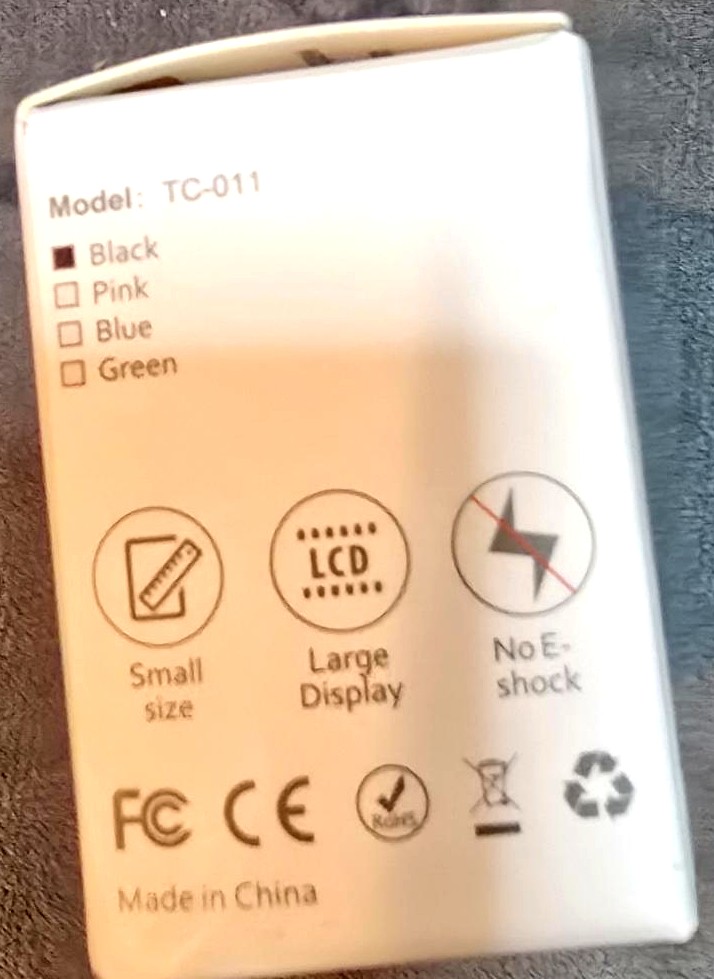 Model: TC-011
Black
Pink
Blue
Green
LCD
Small
size
Large
Display
No E-
shock
FC CE RoHS
Made in China